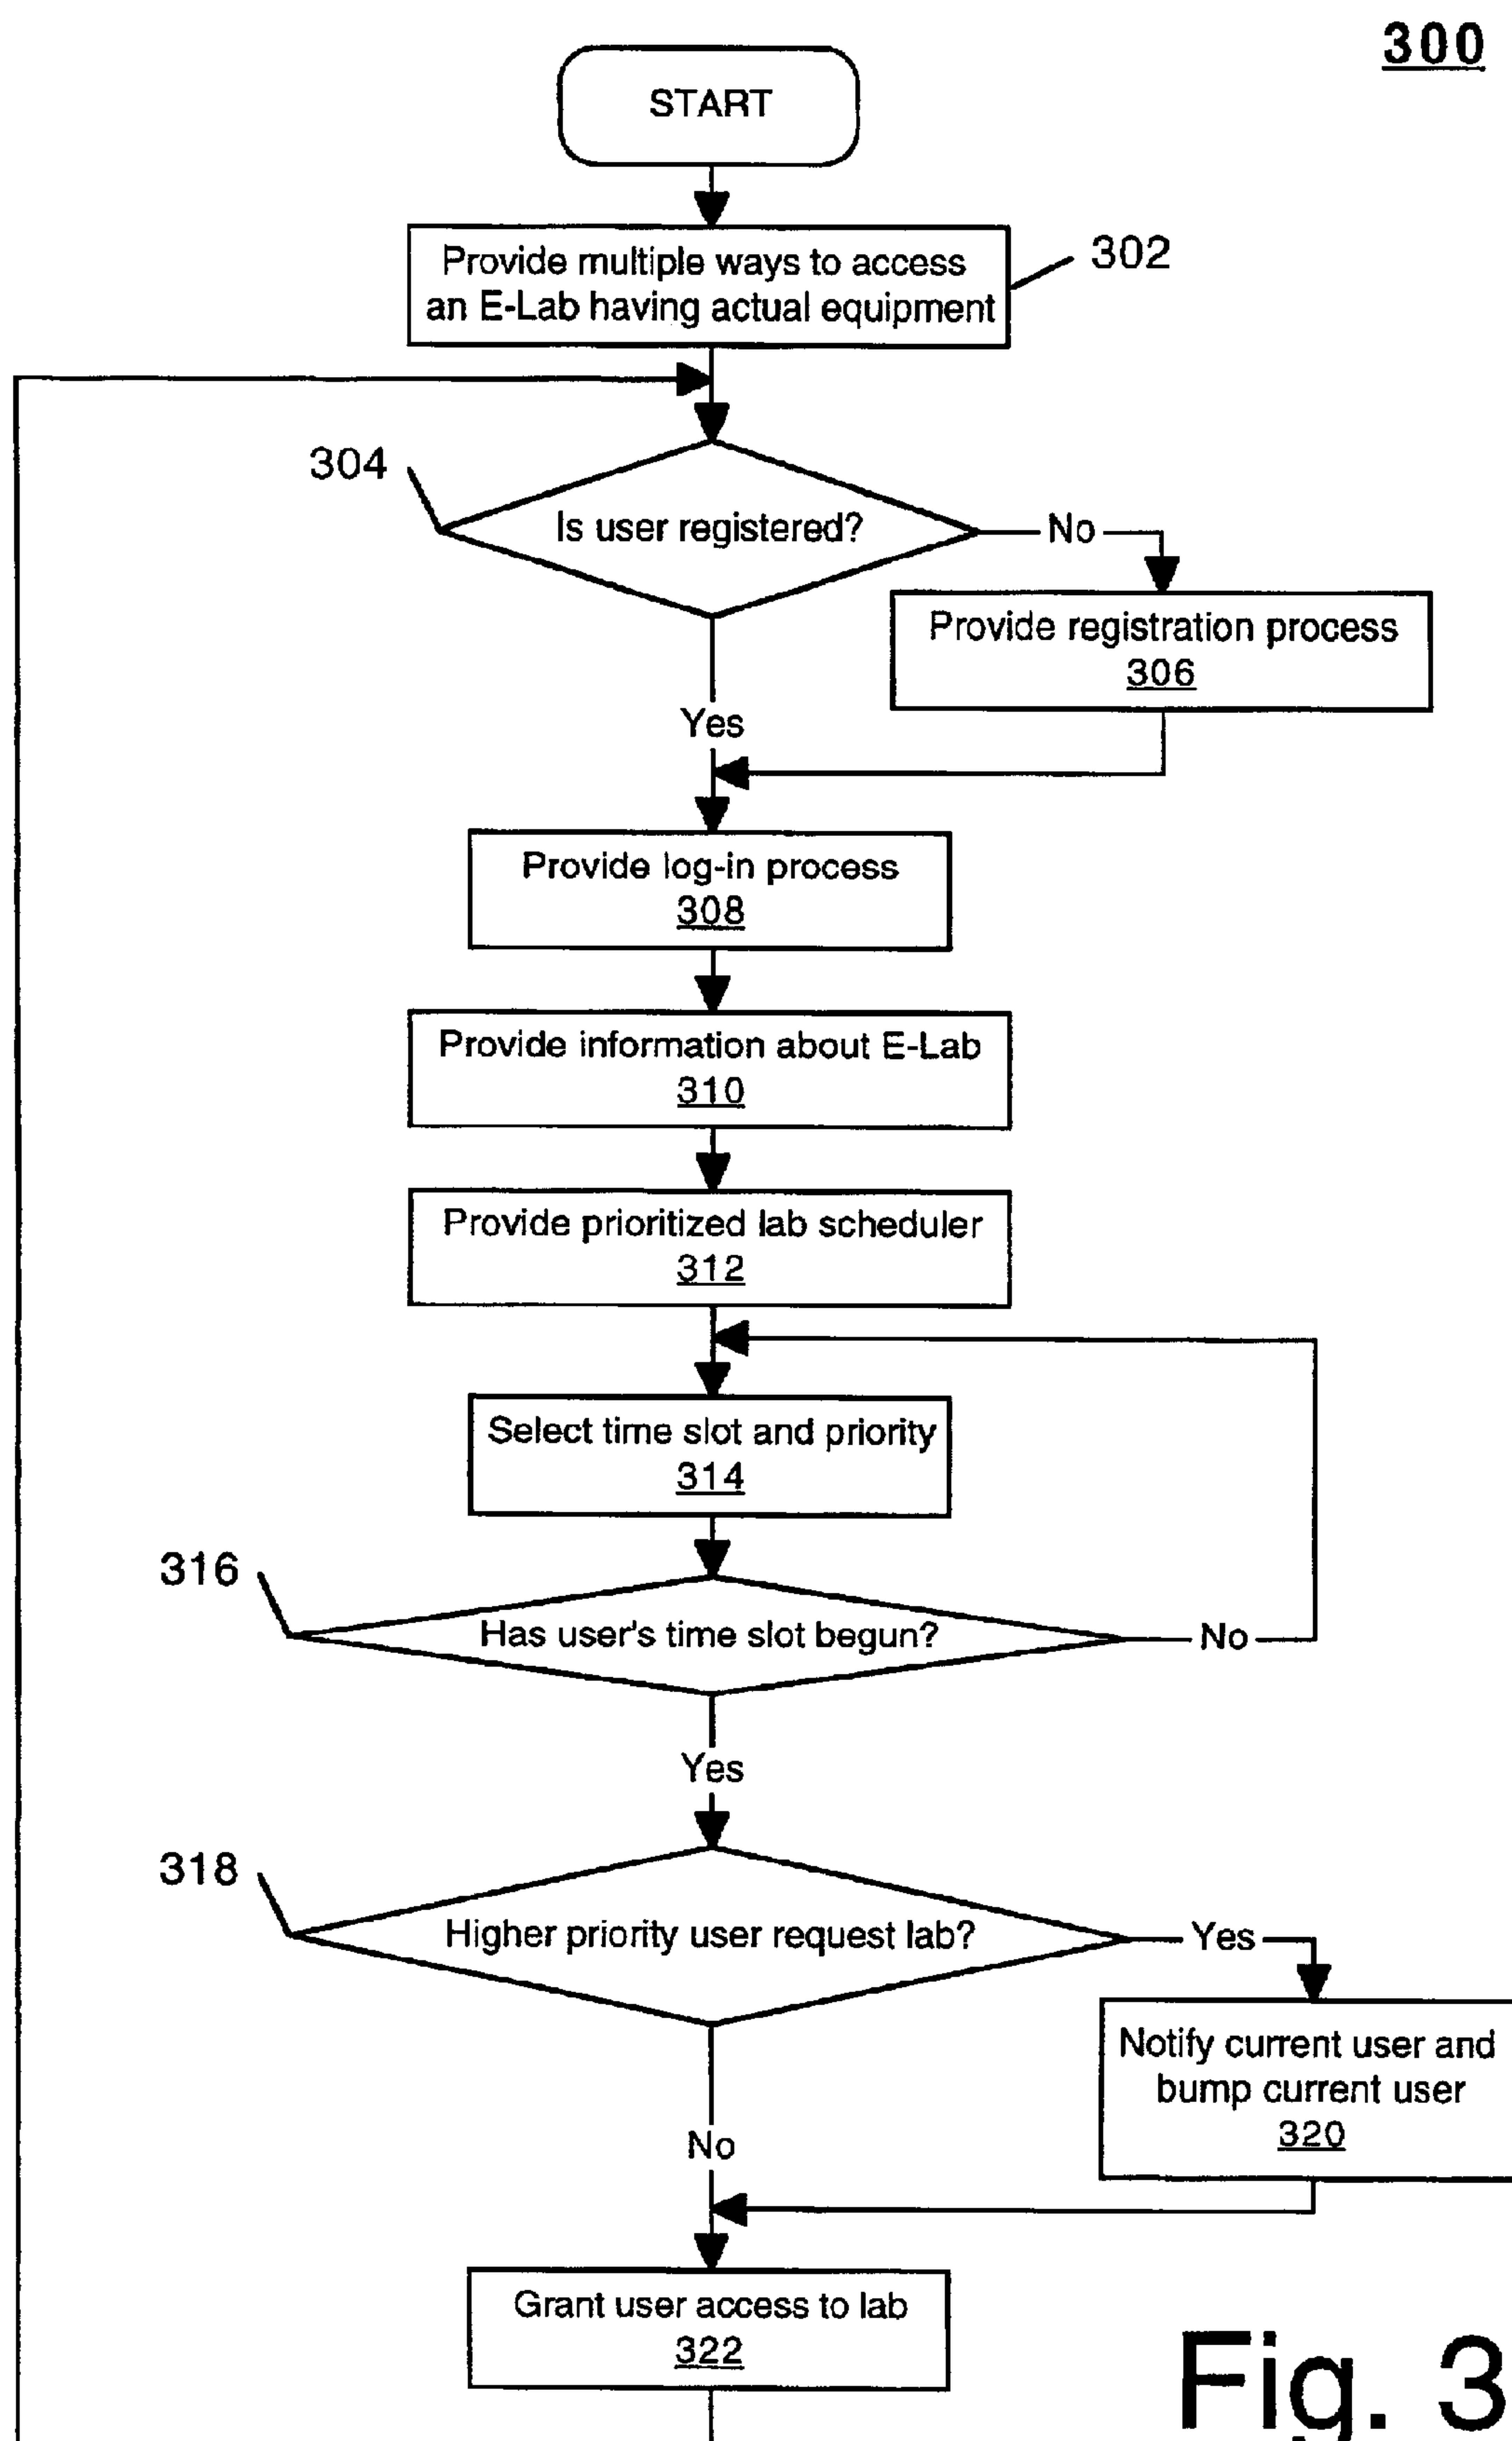 300
START
Provide multiple ways to access
an E-Lab having actual equipment
302
304
Is user registered?
No
Provide registration process
306
Yes
Provide log-in process
308
Provide information about E-Lab
310
Provide prioritized lab scheduler
312
Select time slot and priority
314
316
Has user's time slot begun?
No
Yes
318
Higher priority user request lab?
Yes
Notify current user and
bump current user
320
No
Grant user access to lab
322
Fig. 3